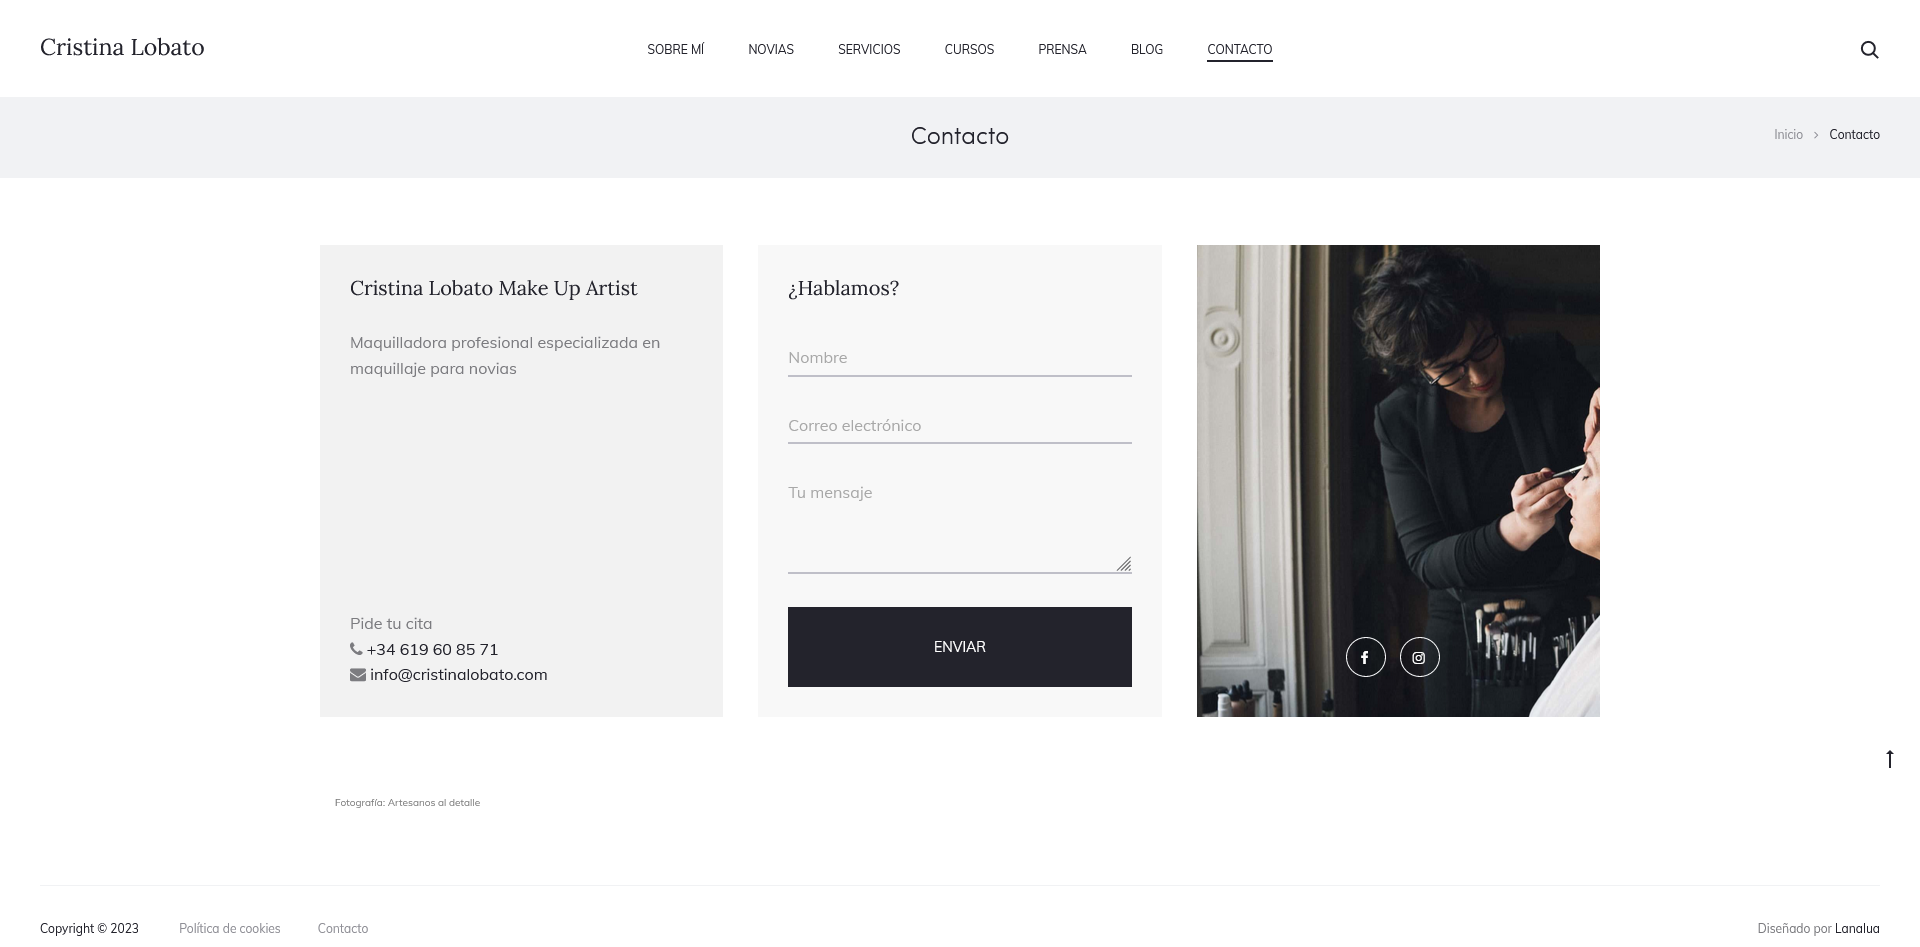 Cristina Lobato
SOBRE MÍ
NOVIAS
SERVICIOS
CURSOS
PRENSA
BLOG
CONTACTO
Contacto
Inicio
Contacto
Cristina Lobato Make Up Artist
Maquilladora profesional especializada en
maquillaje para novias
Pide tu cita
+34 619 60 85 71
info@cristinalobato.com
¿Hablamos?
Nombre
Correo electrónico
Tu mensaje
ENVIAR
Fotografía: Artesanos al detalle
Copyright © 2023
Política de cookies
Contacto
Diseñado por Lanalua